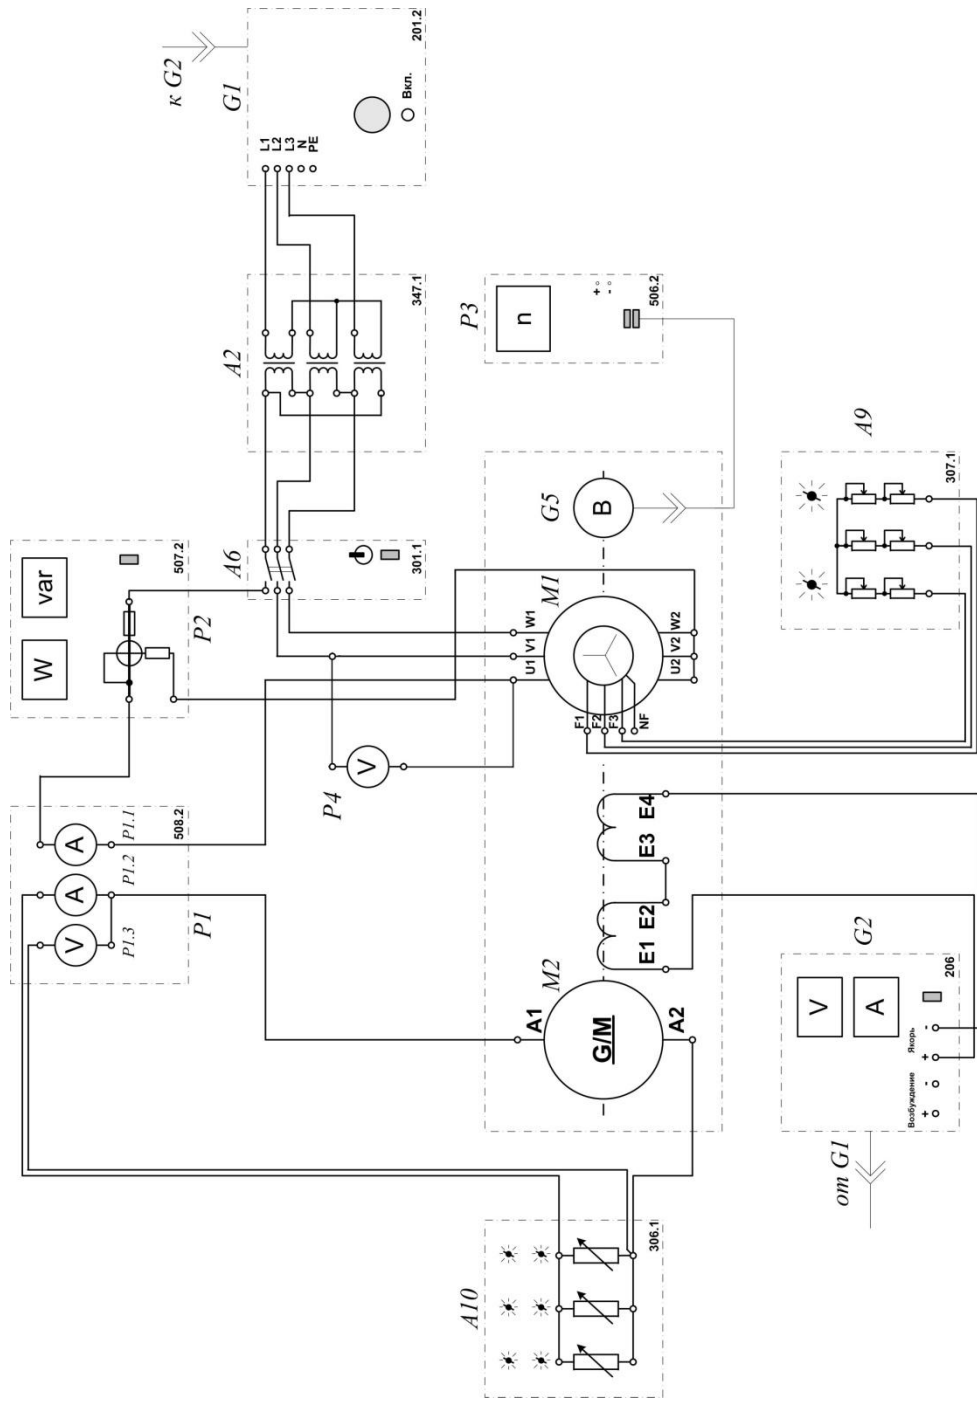 V
A
A
P1.3
P1.2
P1.1
508.2
P1
W
var
507.2
P2
к G2
G1
L1
L2
L3
N
PE
Вкл.
201.2
A6
301.1
A2
347.1
P4
V
A10
306.1
M2
A1
G/M
A2
E1
E2
E3
E4
M1
U1
V1
W1
F1
F2
F3
NF
U2
V2
W2
G5
B
P3
n
+
-
506.2
от G1
G2
V
A
Возбуждение
Якорь
+
-
+
-
206
A9
307.1